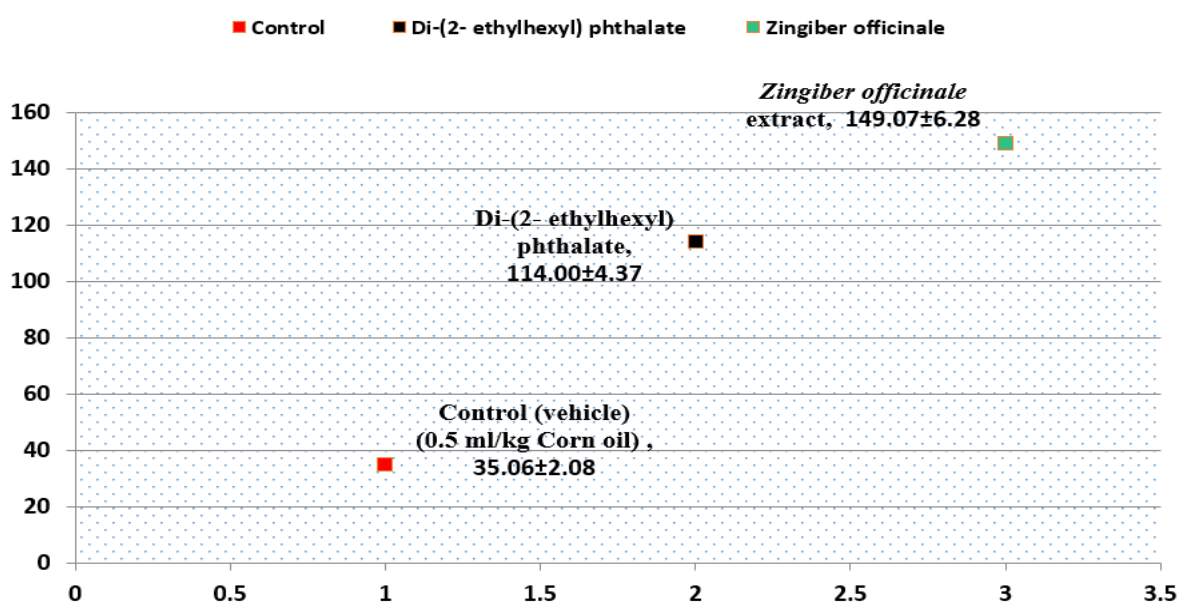 Control Di-(2- ethylhexyl) phthalate Zingiber officinale
Zingiber officinale
extract, 149.07±6.28
160
140
Di-(2- ethylhexyl)
phthalate,
114.00±4.37
120
100
80
60
Control (vehicle)
(0.5 ml/kg Corn oil) ,
35.06±2.08
40
20
0
0 0.5 1 1.5 2 2.5 3 3.5